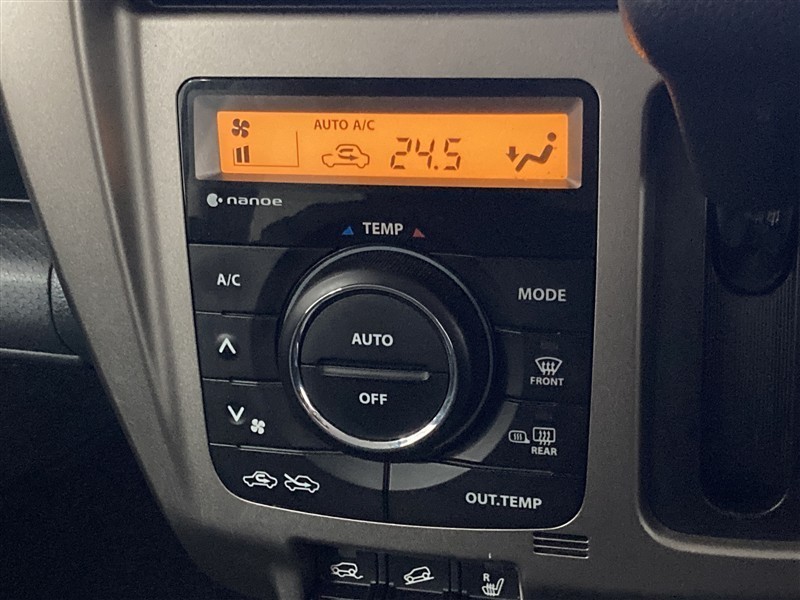 AUTO A/C
24.5
nanoe
TEMP
A/C
MODE
AUTO
FRONT
OFF
REAR
OUT.TEMP
R